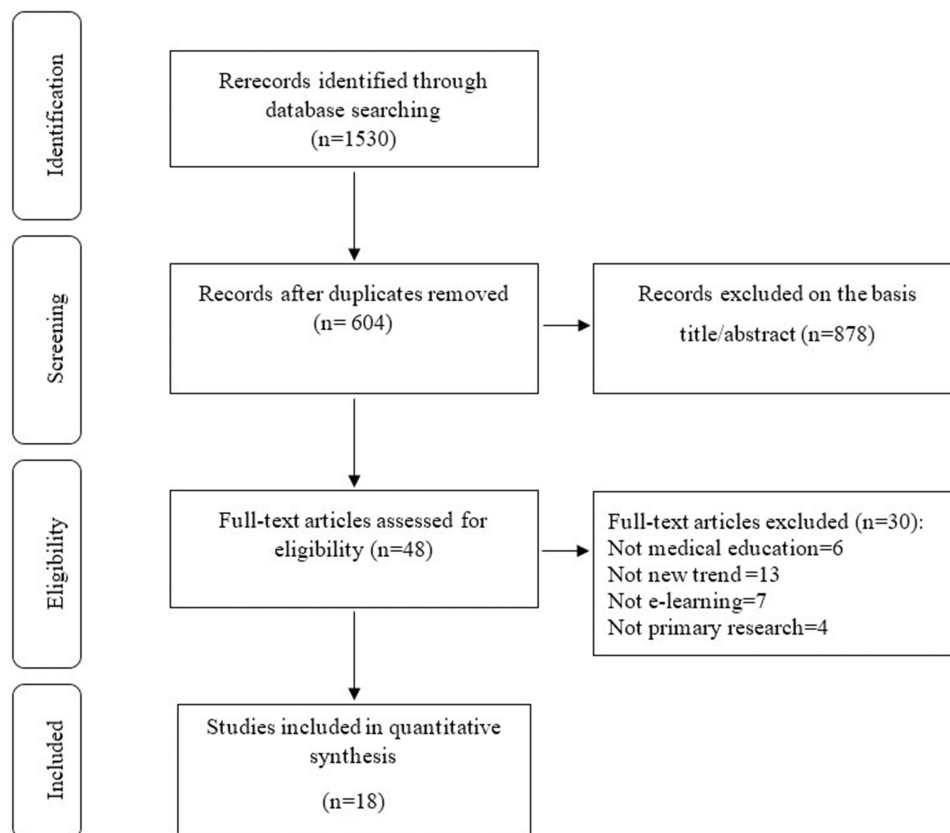 Identification
Rerecords identified through
database searching
(n=1530)
Screening
Records after duplicates removed
(n= 604)
Records excluded on the basis
title/abstract (n=878)
Eligibility
Full-text articles assessed for
eligibility (n=48)
Full-text articles excluded (n=30):
Not medical education=6
Not new trend =13
Not e-learning=7
Not primary research=4
Included
Studies included in quantitative
synthesis
(n=18)